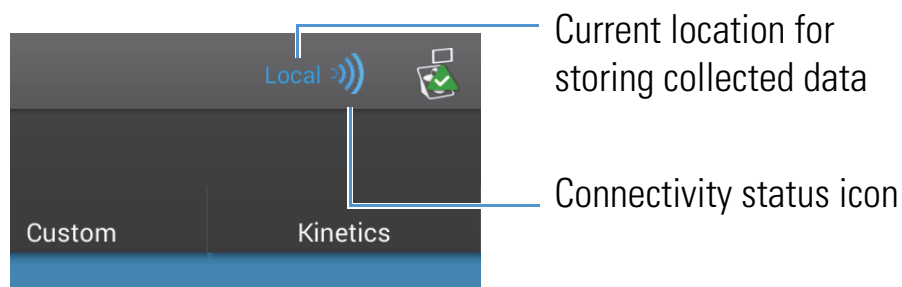 Current location for
storing collected data
Local
Connectivity status icon
Custom
Kinetics